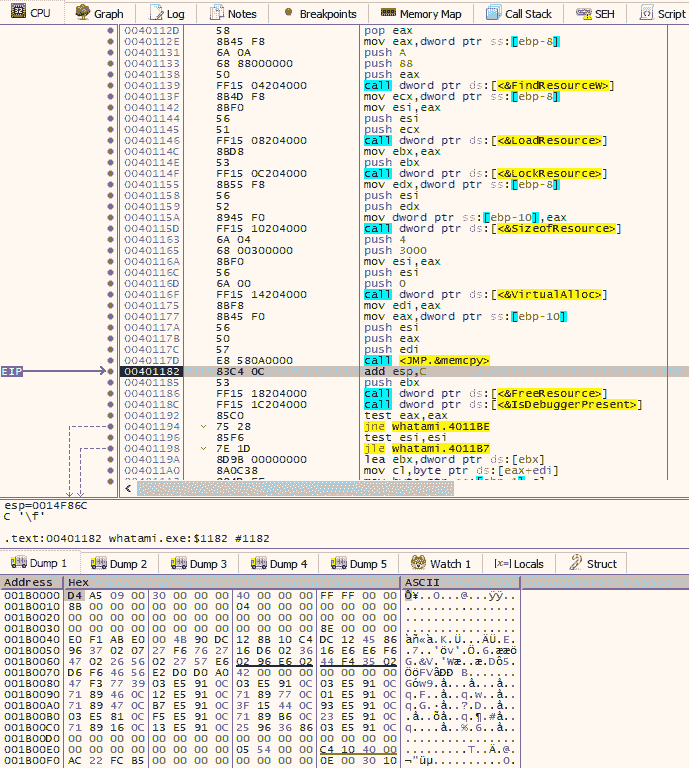 CPU Graph Log Notes Breakpoints Memory Map Call Stack SEH Script
0040112D 58 pop eax
0040112E 8B45 F8 mov eax,dword ptr ss:[ebp-8]
00401131 6A 0A push A
00401133 68 88000000 push 88
00401138 50 push eax
00401139 FF15 04204000 call dword ptr ds:[<&FindResourceW>]
0040113F 8B4D F8 mov ecx,dword ptr ss:[ebp-8]
00401142 8BF0 mov esi,eax
00401144 56 push esi
00401145 51 push ecx
00401146 FF15 08204000 call dword ptr ds:[<&LoadResource>]
0040114C 8BD8 mov ebx,eax
0040114E 53 push ebx
0040114F FF15 0C204000 call dword ptr ds:[<&LockResource>]
00401155 8B55 F8 mov edx,dword ptr ss:[ebp-8]
00401158 56 push esi
00401159 52 push edx
0040115A 8945 F0 mov dword ptr ss:[ebp-10],eax
0040115D FF15 10204000 call dword ptr ds:[<&SizeofResource>]
00401163 6A 04 push 4
00401165 68 00300000 push 3000
0040116A 8BF0 mov esi,eax
0040116C 56 push esi
0040116D 6A 00 push 0
0040116F FF15 14204000 call dword ptr ds:[<&VirtualAlloc>]
00401175 8BF8 mov edi,eax
00401177 8B45 F0 mov eax,dword ptr ss:[ebp-10]
0040117A 56 push esi
0040117B 50 push eax
0040117C 57 push edi
0040117D E8 580A0000 call <JMP.&memcpy>
EIP 00401182 83C4 0C add esp,C
00401185 53 push ebx
00401186 FF15 18204000 call dword ptr ds:[<&FreeResource>]
0040118C FF15 1C204000 call dword ptr ds:[<&IsDebuggerPresent>]
00401192 85C0 test eax,eax
00401194 75 28 jne whatami.4011BE
00401196 85F6 test esi,esi
00401198 7E 1D jle whatami.4011B7
0040119A 8D9B 00000000 lea ebx,dword ptr ds:[ebx]
004011A0 8A0C38 mov cl,byte ptr ds:[eax+edi]
esp=0014F86C
C '\f'
.text:00401182 whatami.exe:$1182 #1182
Dump 1 Dump 2 Dump 3 Dump 4 Dump 5 Watch 1 [x=] Locals Struct
Address Hex ASCII
001B0000 D4 A5 09 00 30 00 00 00 40 00 00 00 FF FF 00 00 Ô¥..0...@...ÿÿ..
001B0010 8B 00 00 00 00 00 00 00 04 00 00 00 00 00 00 00 ................
001B0020 00 00 00 00 00 00 00 00 00 00 00 00 00 00 00 00 ................
001B0030 00 00 00 00 00 00 00 00 00 00 00 00 8E 00 00 00 ................
001B0040 E0 F1 AB E0 00 4B 90 DC 12 8B 10 C4 DC 12 45 86 àñ«à.K.Ü...ÄÜ.E.
001B0050 96 37 02 07 27 F6 76 27 16 D6 02 36 16 E6 E6 F6 .7..'öv'.Ö.6.ææö
001B0060 47 02 26 56 02 27 57 E6 02 96 E6 02 44 F4 35 02 G.&V.'Wæ..æ.Dô5.
001B0070 D6 F6 46 56 E2 D0 D0 A0 42 00 00 00 00 00 00 00 ÖöFVâÐÐ B.......
001B0080 47 F3 77 39 03 E5 91 0C 03 E5 91 0C 03 E5 91 0C Gów9.å...å...å..
001B0090 71 89 46 0C 12 E5 91 0C 71 89 77 0C 01 E5 91 0C q.F..å..q.w..å..
001B00A0 71 89 47 0C B7 E5 91 0C 3F 15 44 0C 93 E5 91 0C q.G.·å..?.D..å..
001B00B0 03 E5 81 0C F5 E5 91 0C 71 89 B6 0C 23 E5 91 0C .å..õå..q.¶.#å..
001B00C0 71 89 16 0C 13 E5 91 0C 25 96 36 86 03 E5 91 0C q....å..%.6..å..
001B00D0 00 00 00 00 00 00 00 00 00 00 00 00 00 00 00 00 ................
001B00E0 00 00 00 00 00 00 00 00 05 54 00 00 C4 10 40 00 .........T..Ä.@.
001B00F0 AC 22 FC B5 00 00 00 00 00 00 00 00 0E 00 30 10 ¬"üµ..........0.